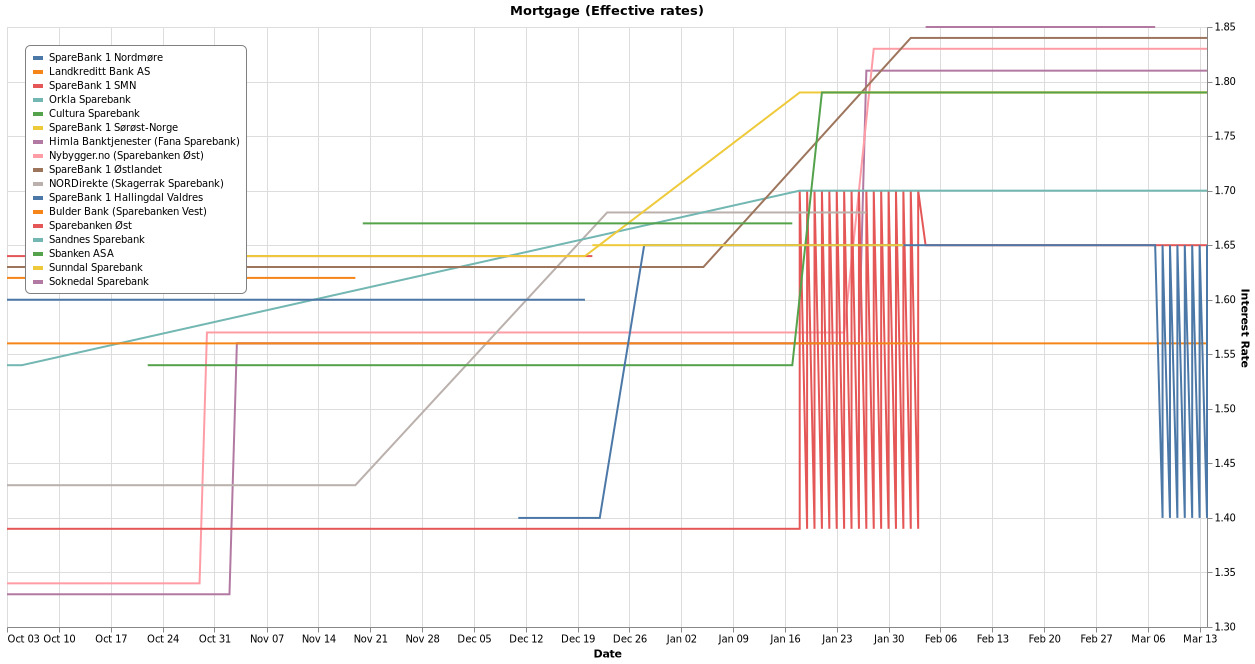 Mortgage (Effective rates)
SpareBank 1 Nordmøre
Landkreditt Bank AS
SpareBank 1 SMN
Orkla Sparebank
Cultura Sparebank
SpareBank 1 Sørøst-Norge
Himla Banktjenester (Fana Sparebank)
Nybygger.no (Sparebanken Øst)
SpareBank 1 Østlandet
NORDirekte (Skagerrak Sparebank)
SpareBank 1 Hallingdal Valdres
Bulder Bank (Sparebanken Vest)
Sparebanken Øst
Sandnes Sparebank
Sbanken ASA
Sunndal Sparebank
Soknedal Sparebank
1.85
1.80
1.75
1.70
1.65
1.60
1.55
1.50
1.45
1.40
1.35
1.30
Interest Rate
Oct 03 Oct 10 Oct 17 Oct 24 Oct 31 Nov 07 Nov 14 Nov 21 Nov 28 Dec 05 Dec 12 Dec 19 Dec 26 Jan 02 Jan 09 Jan 16 Jan 23 Jan 30 Feb 06 Feb 13 Feb 20 Feb 27 Mar 06 Mar 13
Date